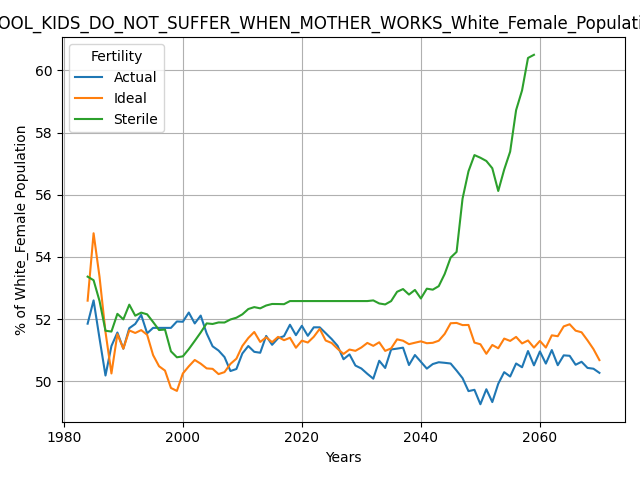 OOL_KIDS_DO_NOT_SUFFER_WHEN_MOTHER_WORKS_White_Female_Populati
Fertility
Actual
Ideal
Sterile
60
58
56
54
52
50
% of White_Female Population
1980
2000
2020
2040
2060
Years